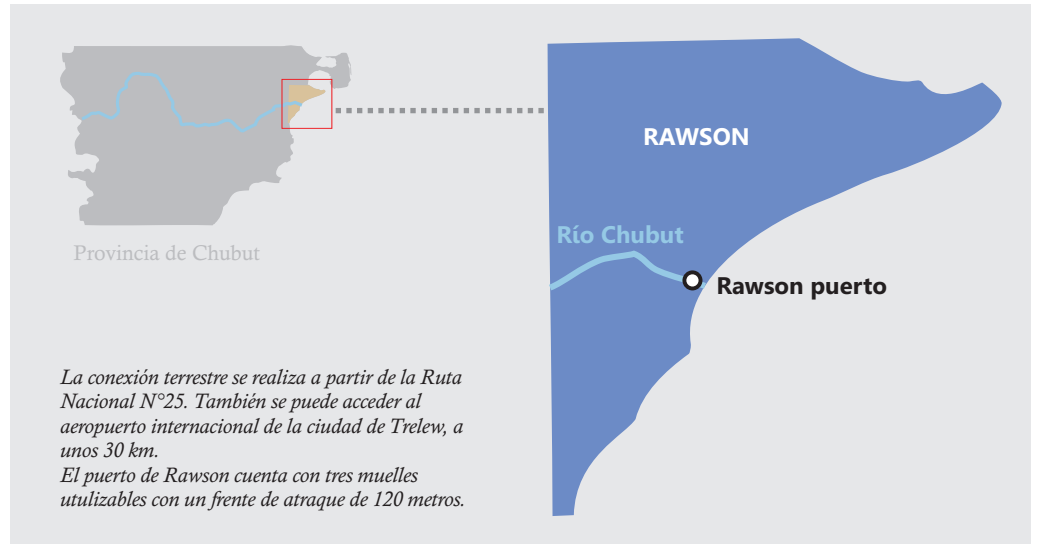 RAWSON
Río Chubut
Provincia de Chubut
Rawson puerto
La conexión terrestre se realiza a partir de la Ruta
Nacional N°25. También se puede acceder al
aeropuerto internacional de la ciudad de Trelew, a
unos 30 km.
El puerto de Rawson cuenta con tres muelles
utulizables con un frente de atraque de 120 metros.